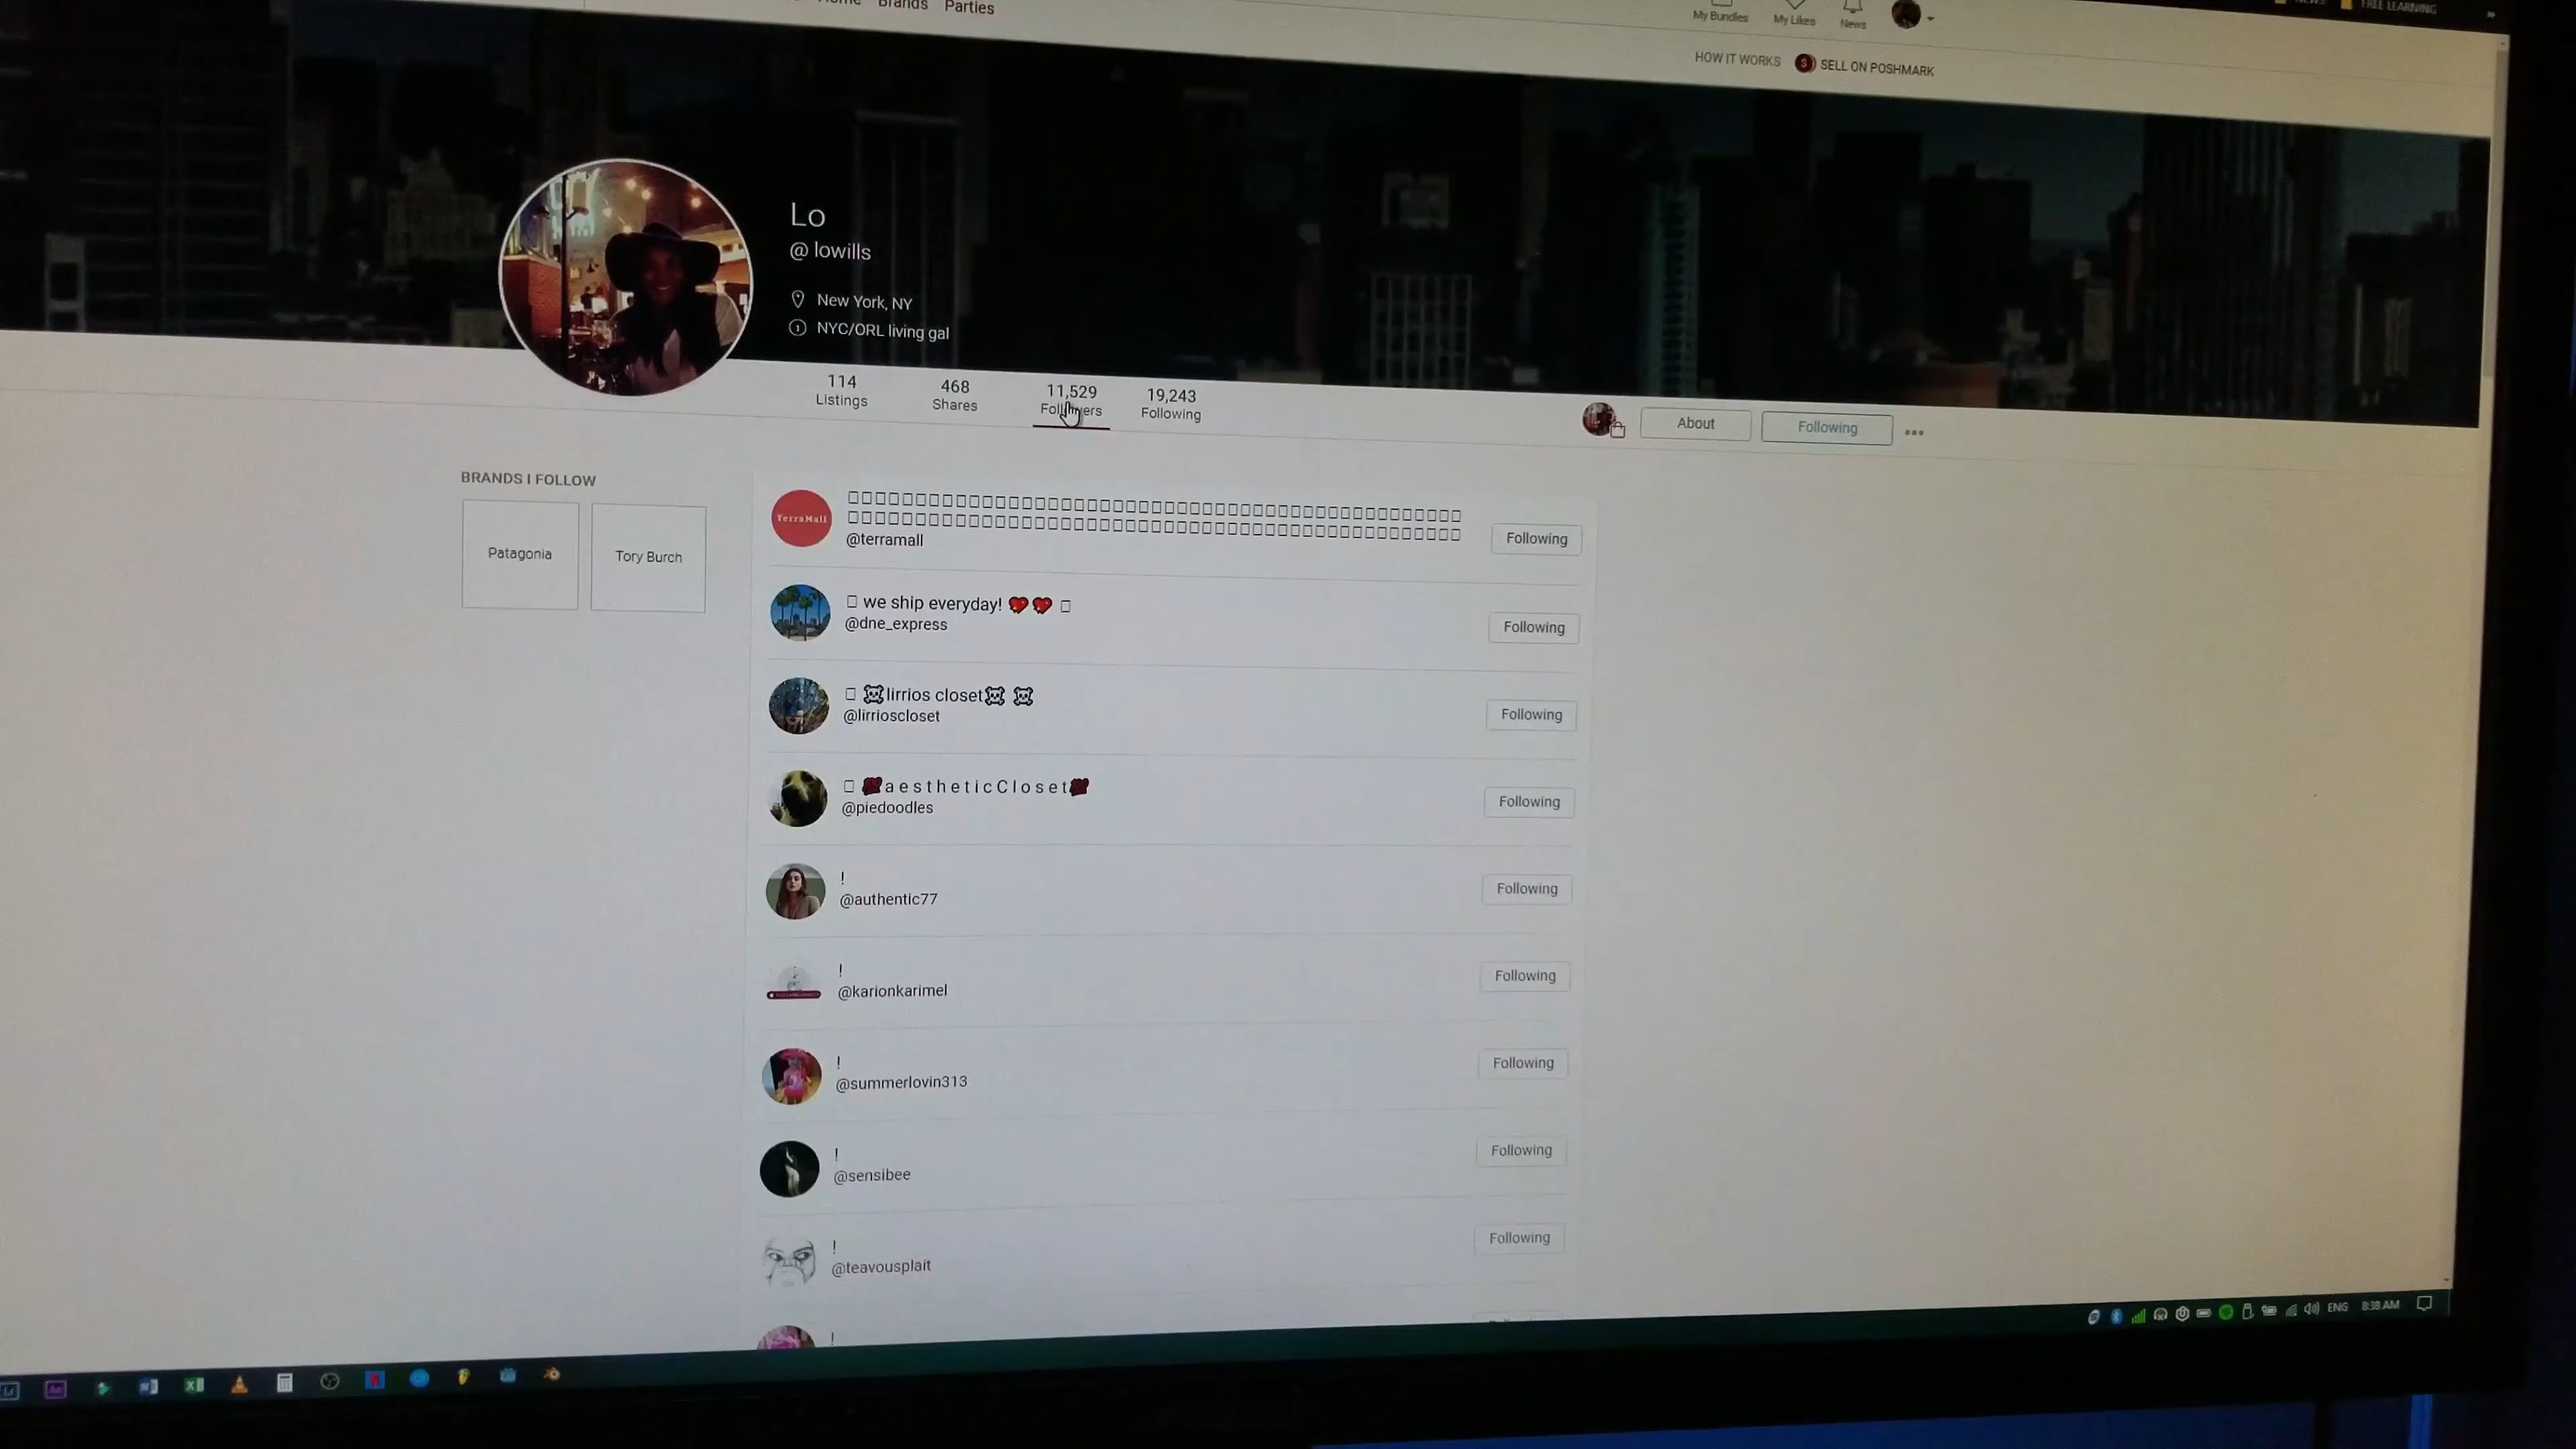 Brands Parties
My Bundles My Likes News
FREE LEARNING
HOW IT WORKS SELL ON POSHMARK
Lo
@ lowills
New York, NY
NYC/ORL living gal
114 468 11,529 19,243
Listings Shares Followers Following
About Following
BRANDS I FOLLOW
Patagonia Tory Burch
TerraMall
@terramall Following
we ship everyday! 💖💖
@dne_express Following
☠lirrios closet☠ ☠
@lirrioscloset Following
💯a e s t h e t i c C l o s e t💯
@piedoodles Following
!
@authentic77 Following
!
@karionkarimel Following
!
@summerlovin313 Following
!
@sensibee Following
!
@teavousplait Following
!
ENG 8:38 AM